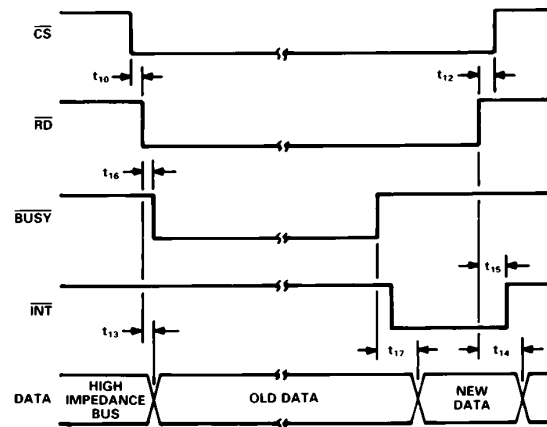 CS
t10
t12
RD
t16
BUSY
t15
INT
t13
t17
t14
DATA
HIGH
IMPEDANCE
BUS
OLD DATA
NEW
DATA